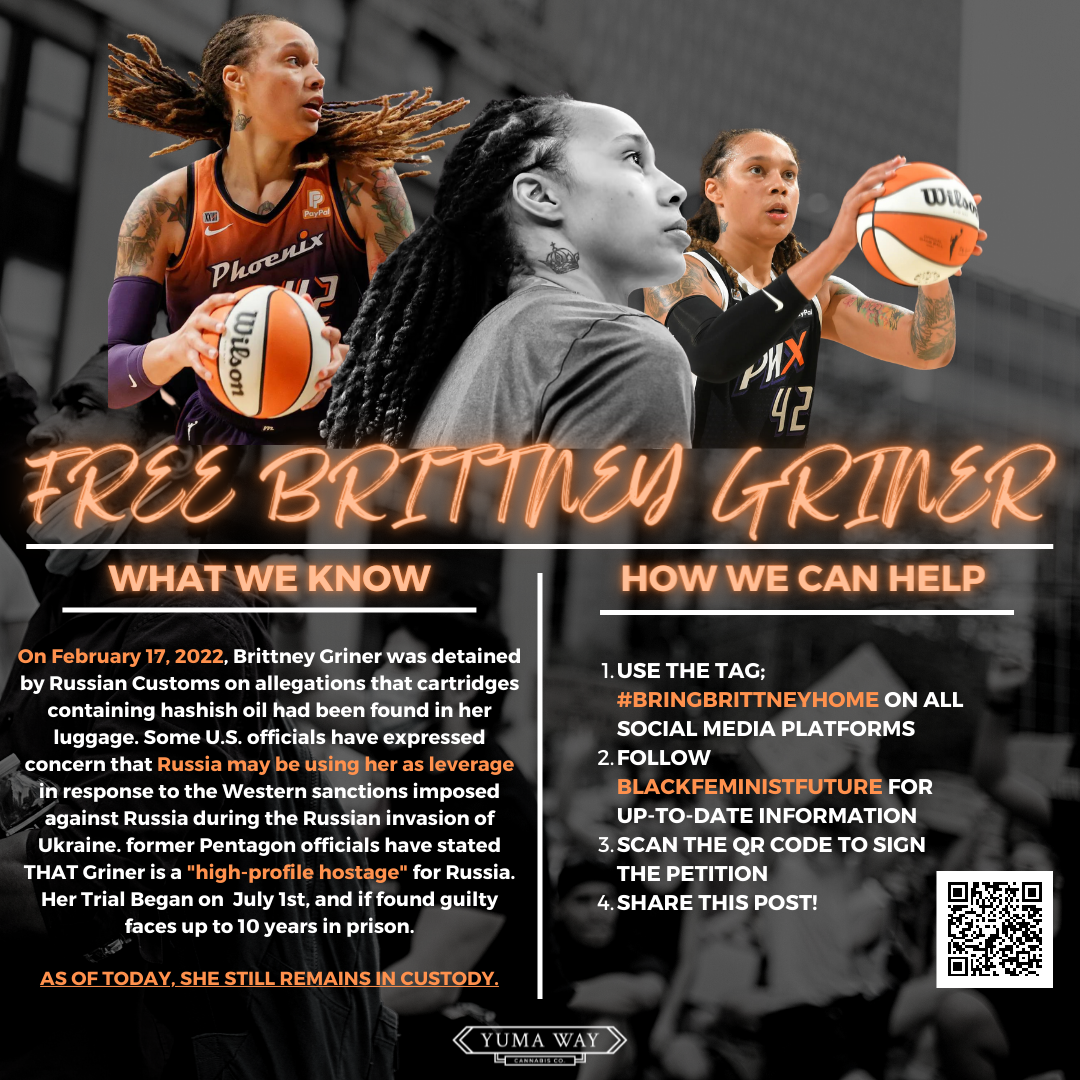 XVIII
PayPal
Phoenix
42
Wilson
Wilson
PayPal
PHX
42
FREE BRITTNEY GRINER
WHAT WE KNOW
On February 17, 2022, Brittney Griner was detained
by Russian Customs on allegations that cartridges
containing hashish oil had been found in her
luggage. Some U.S. officials have expressed
concern that Russia may be using her as leverage
in response to the Western sanctions imposed
against Russia during the Russian invasion of
Ukraine. former Pentagon officials have stated
THAT Griner is a "high-profile hostage" for Russia.
Her Trial Began on July 1st, and if found guilty
faces up to 10 years in prison.
AS OF TODAY, SHE STILL REMAINS IN CUSTODY.
HOW WE CAN HELP
1. USE THE TAG;
#BRINGBRITTNEYHOME ON ALL
SOCIAL MEDIA PLATFORMS
2. FOLLOW
BLACKFEMINISTFUTURE FOR
UP-TO-DATE INFORMATION
3. SCAN THE QR CODE TO SIGN
THE PETITION
4. SHARE THIS POST!
YUMA WAY
CANNABIS CO.